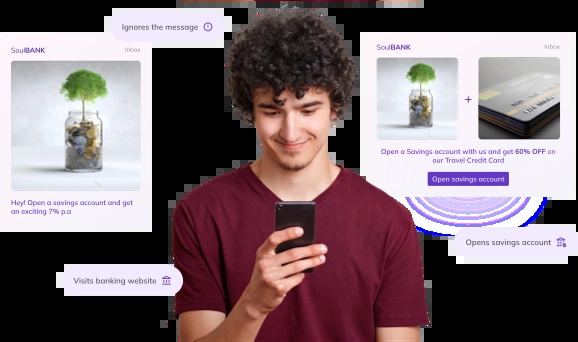 Ignores the message
SoulBANK
Inbox
Hey! Open a savings account and get
an exciting 7% p.a
Visits banking website
SoulBANK
Inbox
+
Open a Savings account with us and get 60% OFF on
our Travel Credit Card
Open savings account
Opens savings account